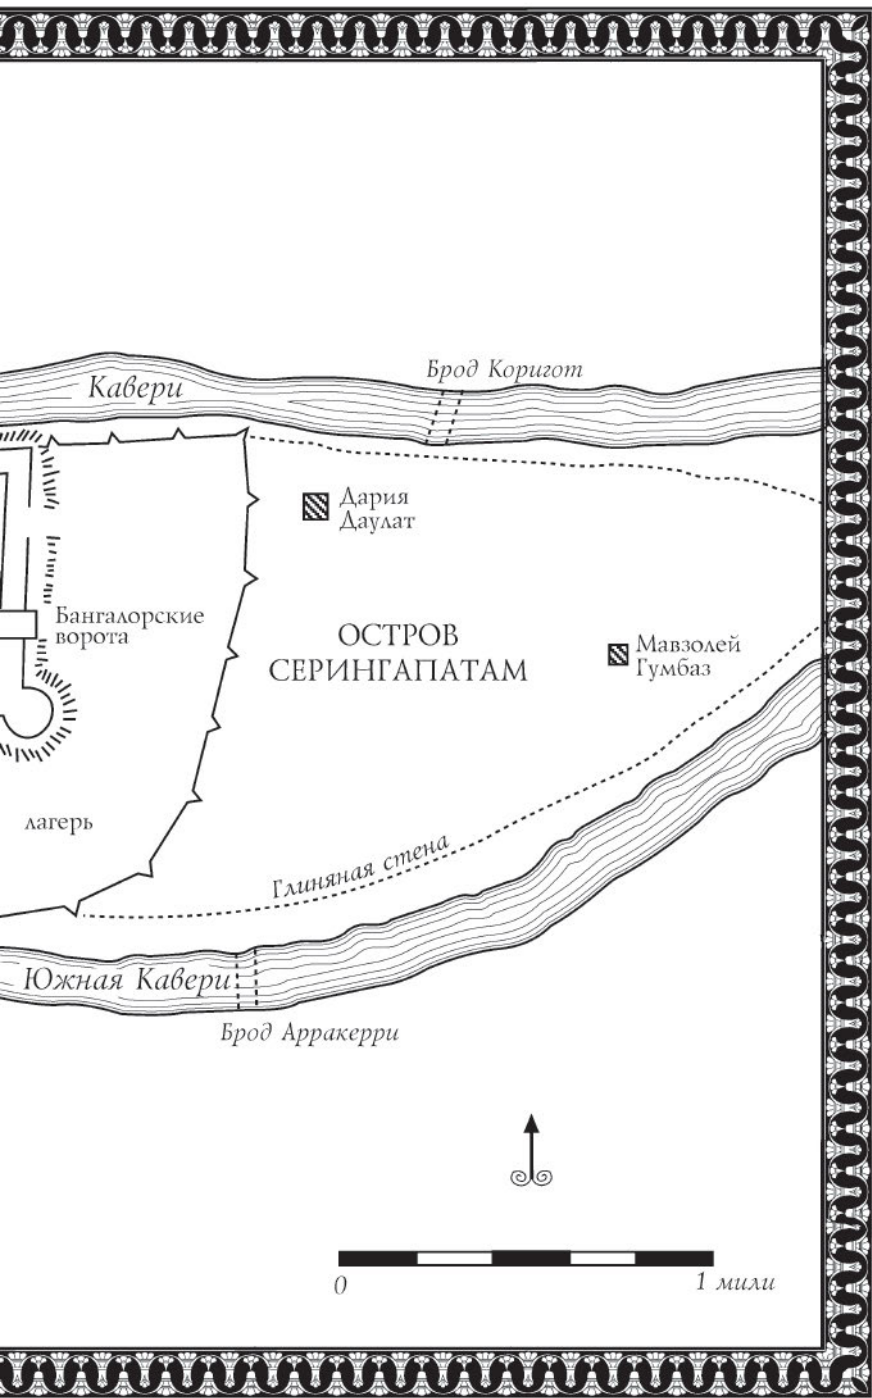 Брод Коригот
Кавери
Дария
Даулат
Бангалорские
ворота
ОСТРОВ
СЕРИНГАПАТАМ
Мавзолей
Гумбаз
лагерь
Глиняная стена
Южная Кавери
Брод Арракерри
0
1 мили